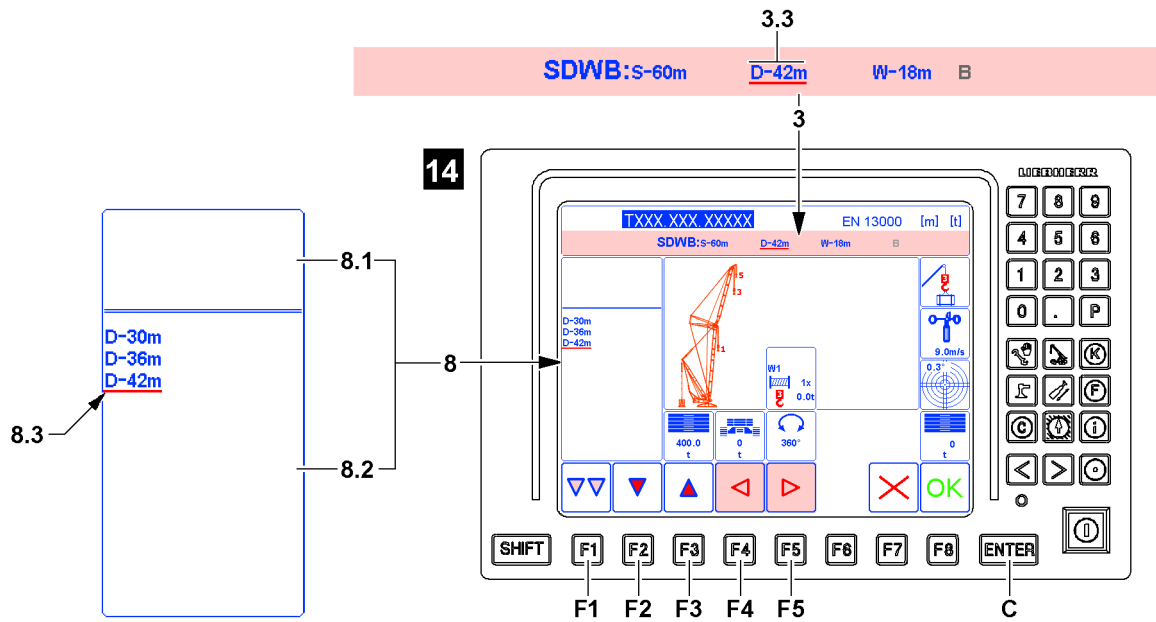 3.3
SDWB:S-60m D-42m W-18m B
3
14
LIEBHERR
TXXX.XXX.XXXXX EN 13000 [m] [t]
SDWB:S-60m D-42m W-18m B
8.1
D-30m
D-36m
D-42m
8.3
8.2
8
D-30m
D-36m
D-42m
5
3
1
W1
1x
3
0.0t
3
9.0m/s
0.3°
400.0
t
0
t
360°
0
t
OK
7 8 9
4 5 6
1 2 3
0 . P
K
F
C i
SHIFT F1 F2 F3 F4 F5 F6 F7 F8 ENTER
F1 F2 F3 F4 F5 C